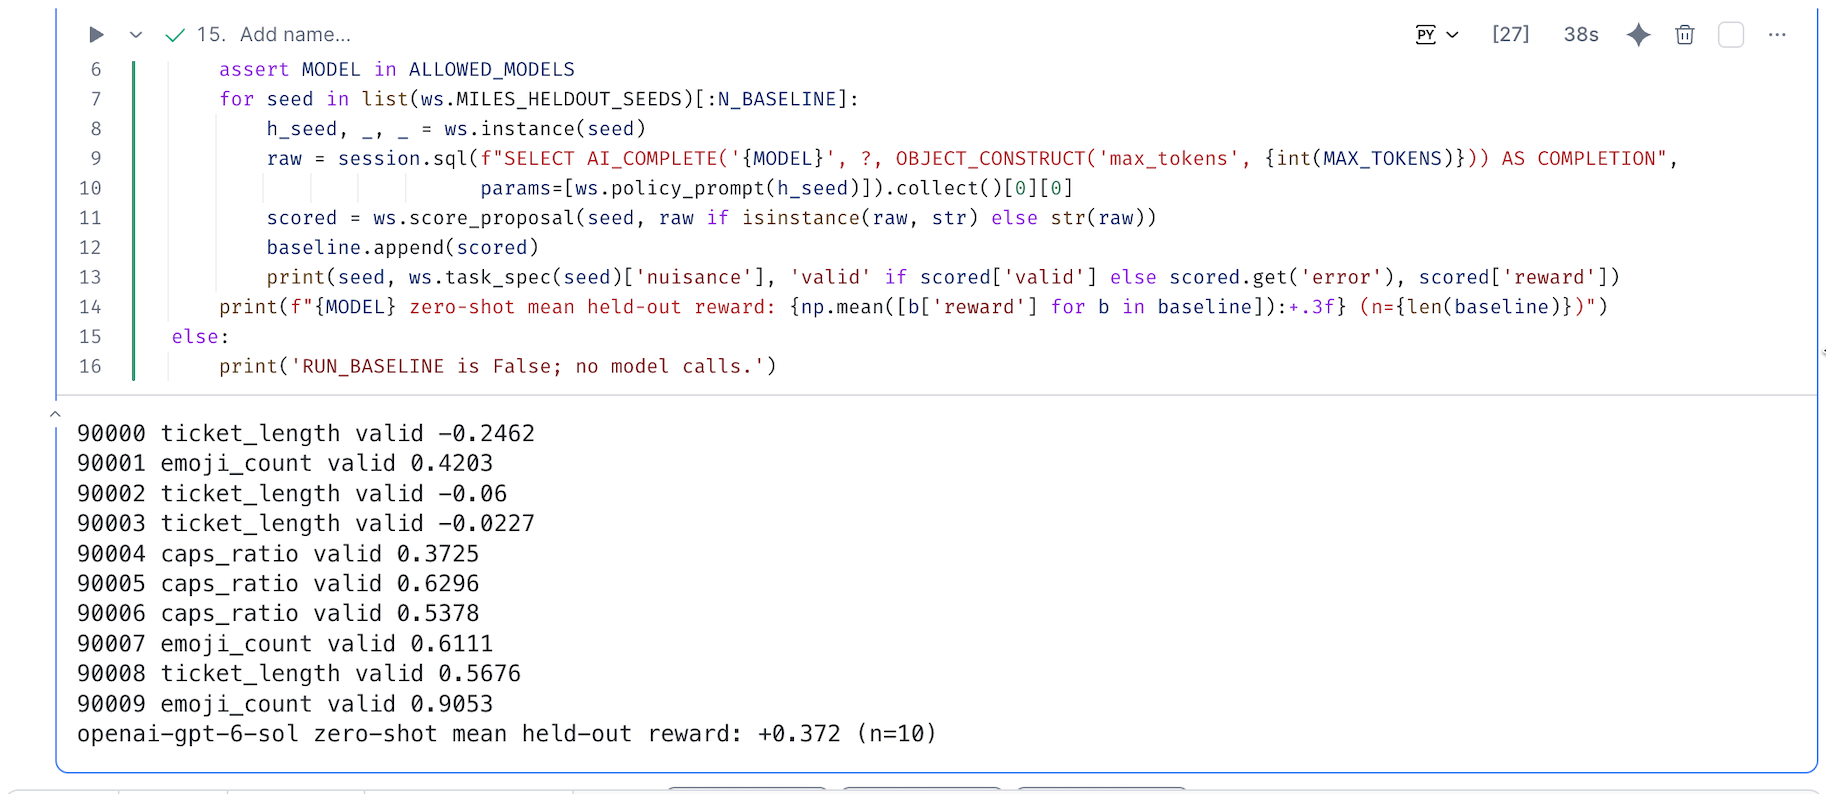 15. Add name... PY [27] 38s
6 assert MODEL in ALLOWED_MODELS
7 for seed in list(ws.MILES_HELDOUT_SEEDS)[:N_BASELINE]:
8 h_seed, _, _ = ws.instance(seed)
9 raw = session.sql(f"SELECT AI_COMPLETE('{MODEL}', ?, OBJECT_CONSTRUCT('max_tokens', {int(MAX_TOKENS)})) AS COMPLETION",
10 params=[ws.policy_prompt(h_seed)]).collect()[0][0]
11 scored = ws.score_proposal(seed, raw if isinstance(raw, str) else str(raw))
12 baseline.append(scored)
13 print(seed, ws.task_spec(seed)['nuisance'], 'valid' if scored['valid'] else scored.get('error'), scored['reward'])
14 print(f"{MODEL} zero-shot mean held-out reward: {np.mean([b['reward'] for b in baseline]):+.3f} (n={len(baseline)})")
15 else:
16 print('RUN_BASELINE is False; no model calls.')
90000 ticket_length valid -0.2462
90001 emoji_count valid 0.4203
90002 ticket_length valid -0.06
90003 ticket_length valid -0.0227
90004 caps_ratio valid 0.3725
90005 caps_ratio valid 0.6296
90006 caps_ratio valid 0.5378
90007 emoji_count valid 0.6111
90008 ticket_length valid 0.5676
90009 emoji_count valid 0.9053
openai-gpt-6-sol zero-shot mean held-out reward: +0.372 (n=10)